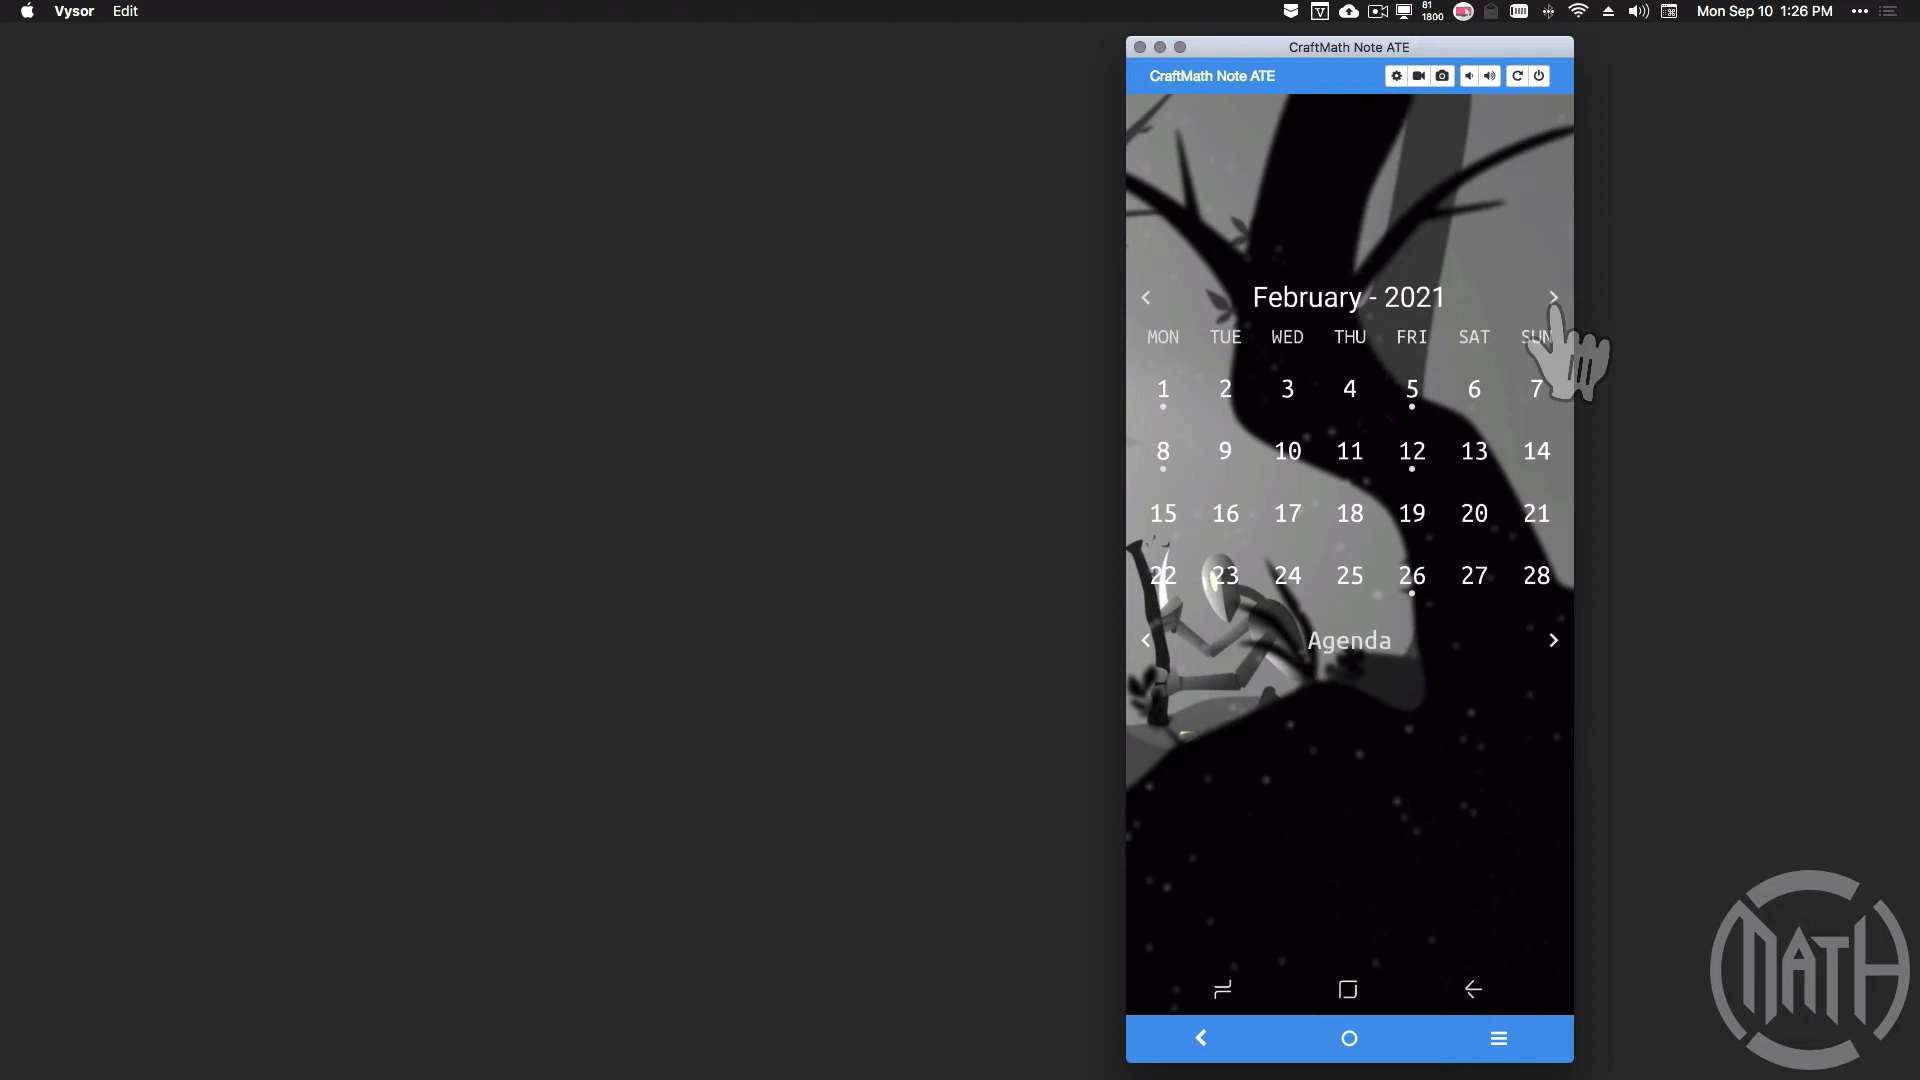 Vysor Edit 81 1800 Mon Sep 10 1:26 PM
CraftMath Note ATE
CraftMath Note ATE
February - 2021
MON TUE WED THU FRI SAT SUN
1 2 3 4 5 6 7
8 9 10 11 12 13 14
15 16 17 18 19 20 21
22 23 24 25 26 27 28
Agenda
MATH